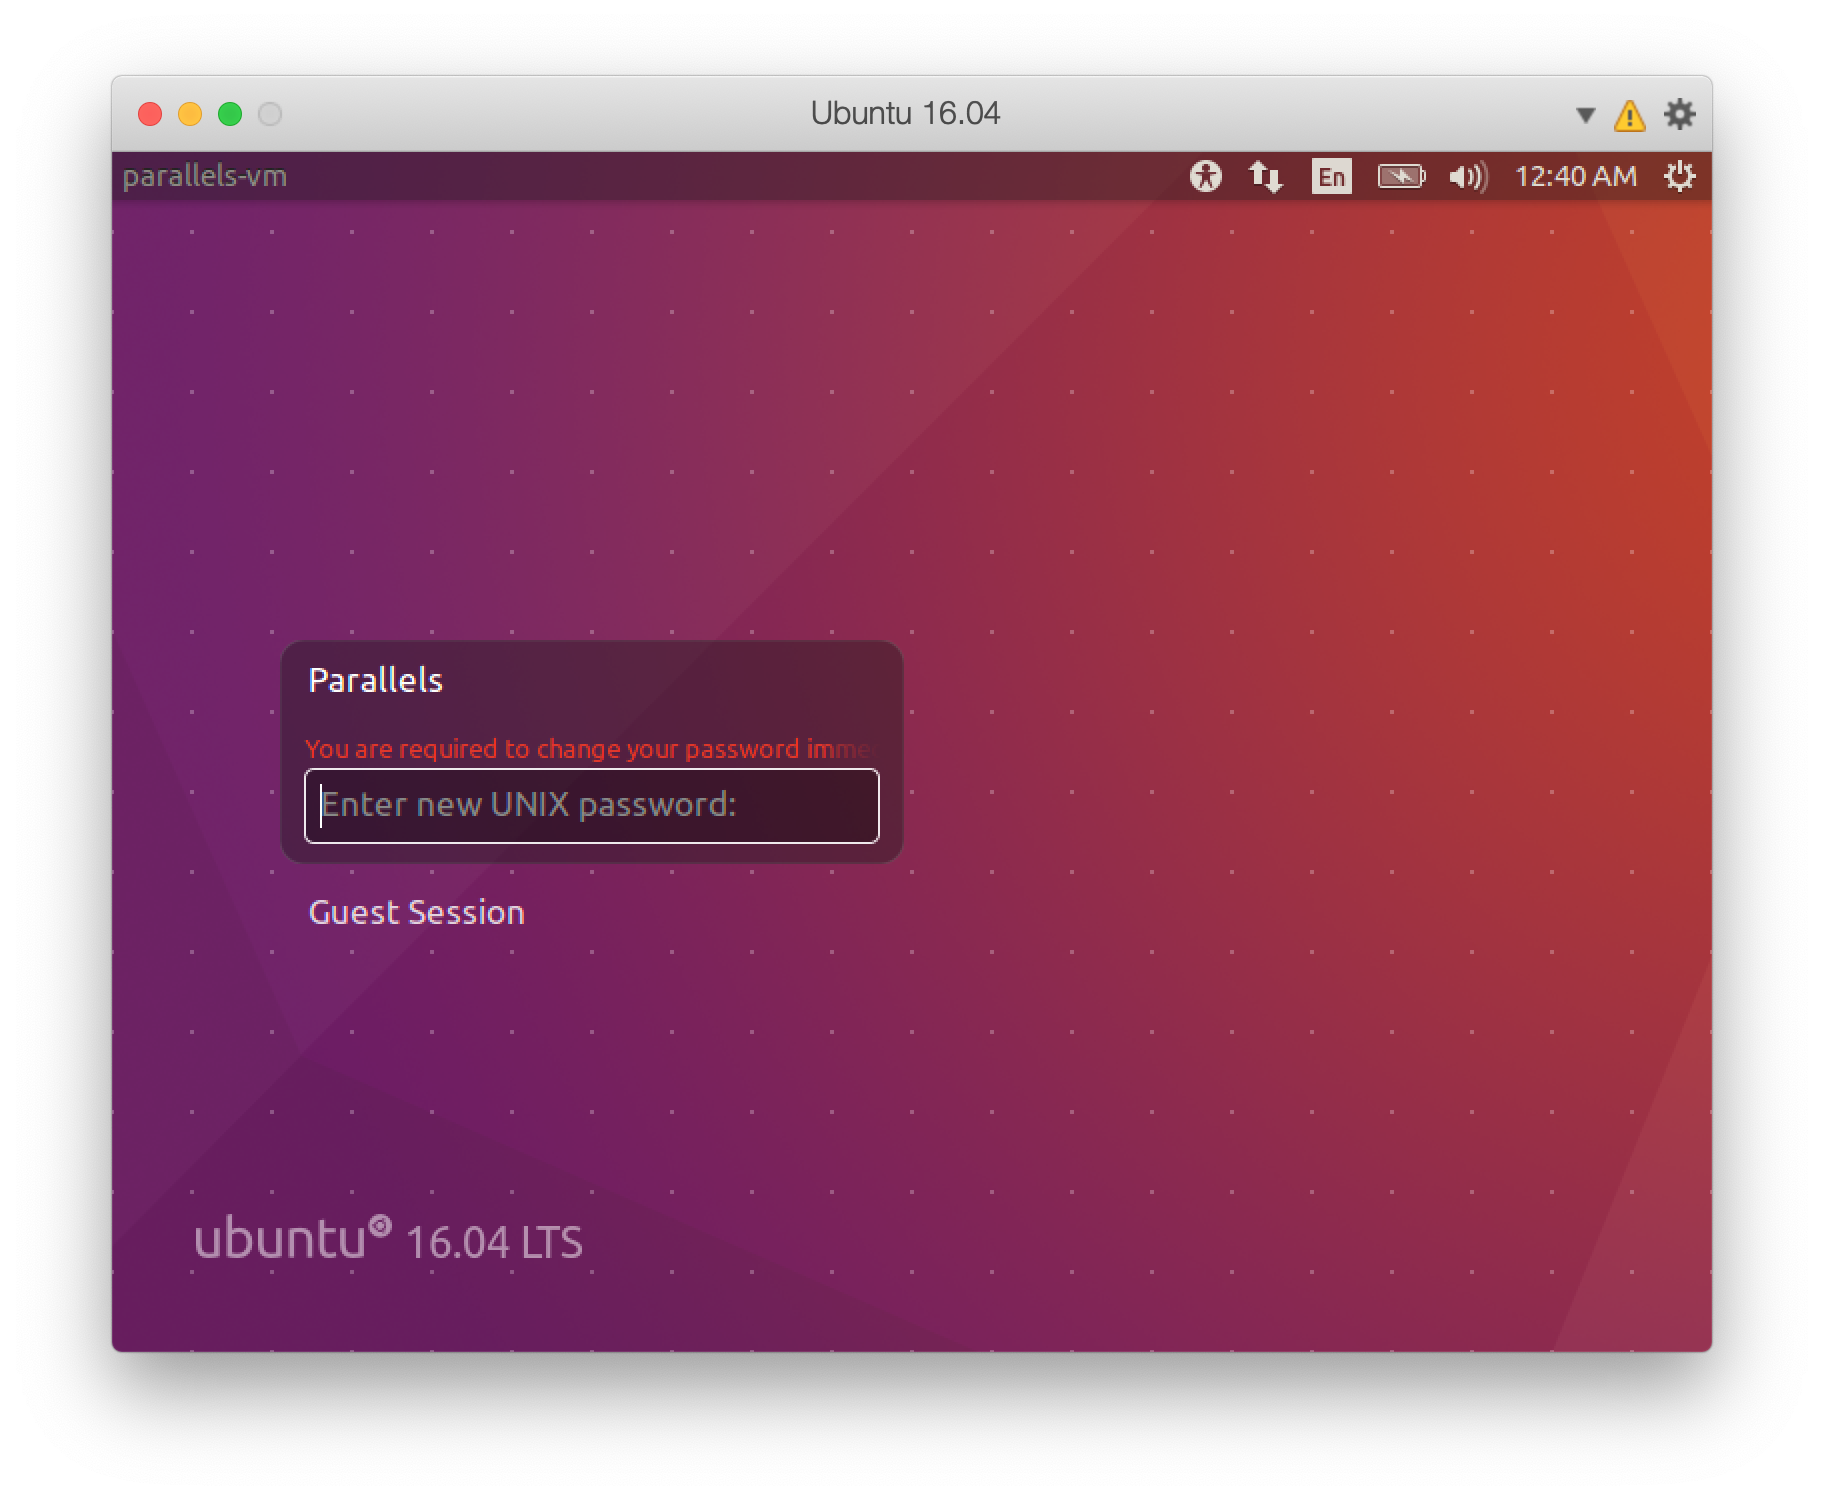 Ubuntu 16.04
parallels-vm
En
12:40 AM
Parallels
You are required to change your password imme
Enter new UNIX password:
Guest Session
ubuntu 16.04 LTS